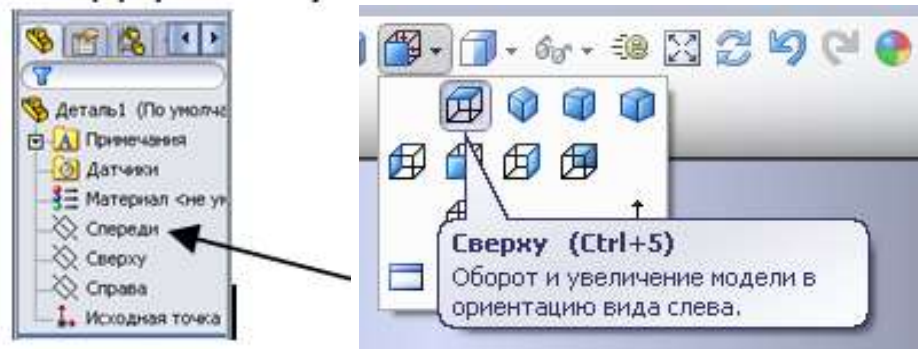 Деталь1 (По умолча
Примечания
Датчики
Материал <не ук
Спереди
Сверху
Справа
Исходная точка
Сверху (Ctrl+5)
Оборот и увеличение модели в
ориентацию вида слева.